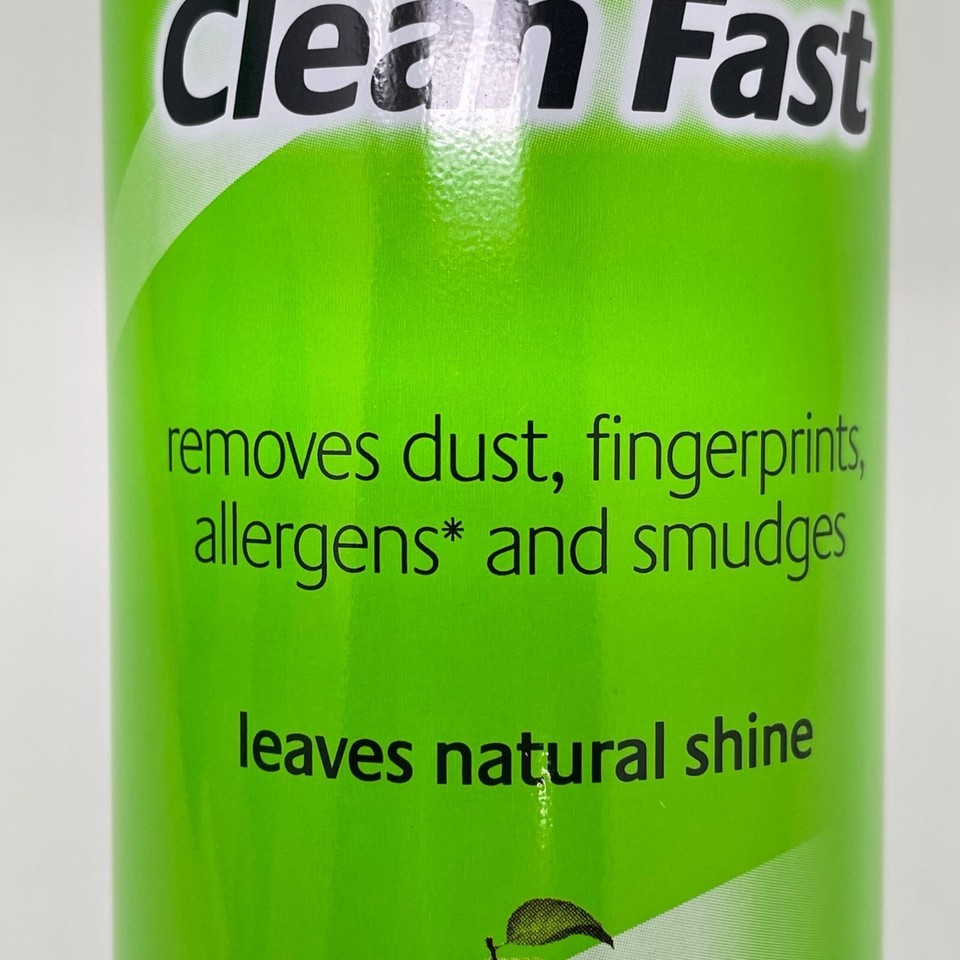 Clean Fast
removes dust, fingerprints,
allergens* and smudges
leaves natural shine